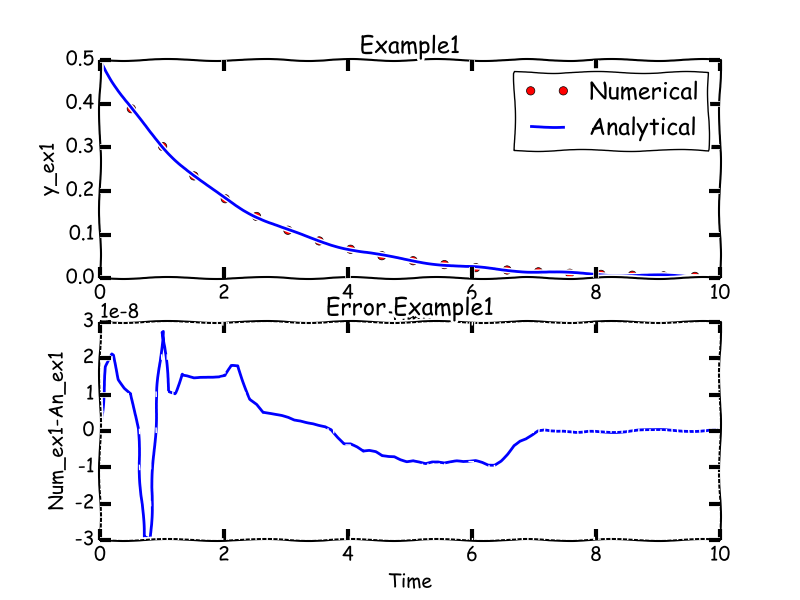 Example1
0.5
0.4
0.3
0.2
0.1
0.0
y_ex1
Numerical
Analytical
0 2 4 6 8 10
1e-8
Error Example1
3
2
1
0
-1
-2
-3
Num_ex1-An_ex1
0 2 4 6 8 10
Time